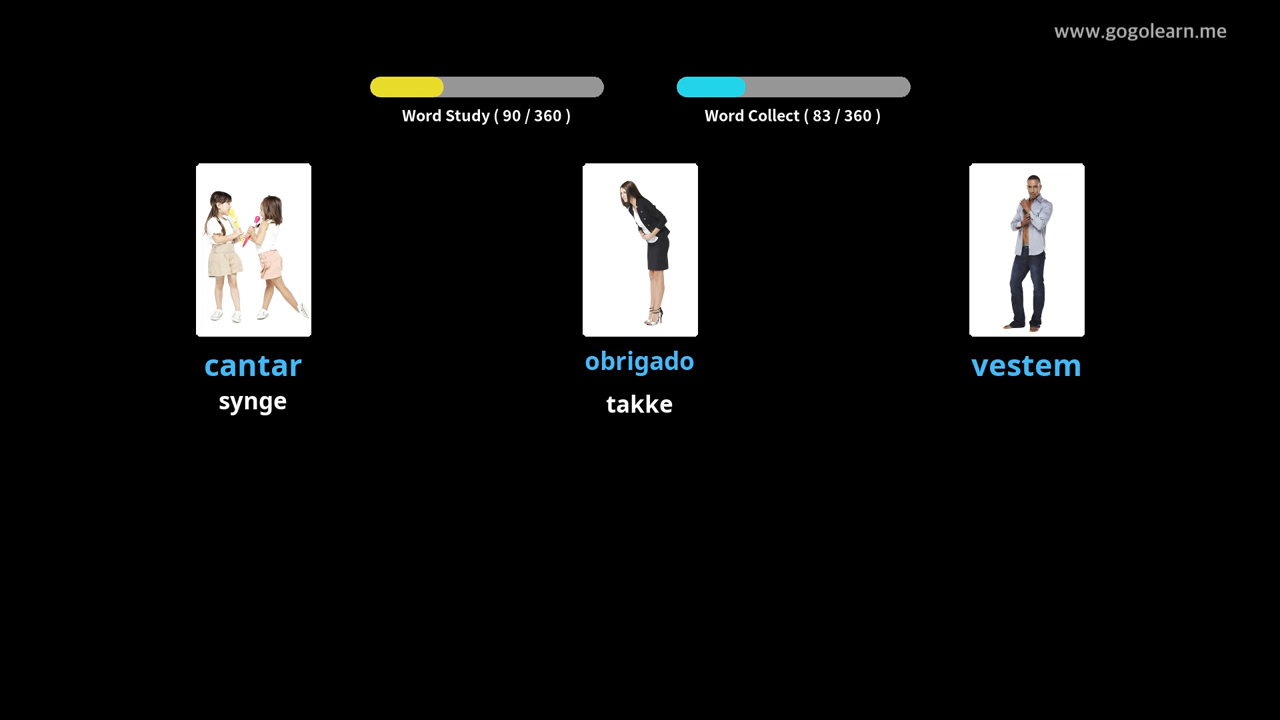 www.gogolearn.me
Word Study ( 90 / 360 )
Word Collect ( 83 / 360 )
cantar
synge
obrigado
takke
vestem